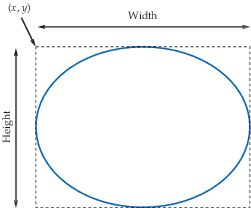 (x, y)
Width
Height